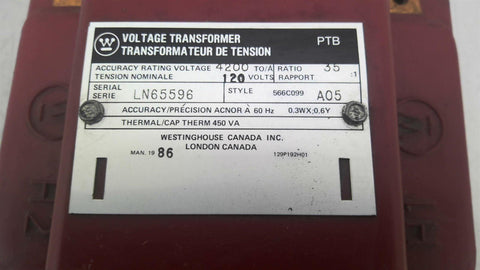 W
VOLTAGE TRANSFORMER PTB
TRANSFORMATEUR DE TENSION
ACCURACY RATING VOLTAGE 4200 TO/A RATIO 35 :1
TENSION NOMINALE 120 VOLTS RAPPORT
SERIAL LN65596 STYLE 566C099 A05
SERIE
ACCURACY/PRÉCISION ACNOR À 60 Hz 0.3WX;0.6Y
THERMAL/CAP THERM 450 VA
WESTINGHOUSE CANADA INC.
LONDON CANADA
MAN. 19 86 129P192H01